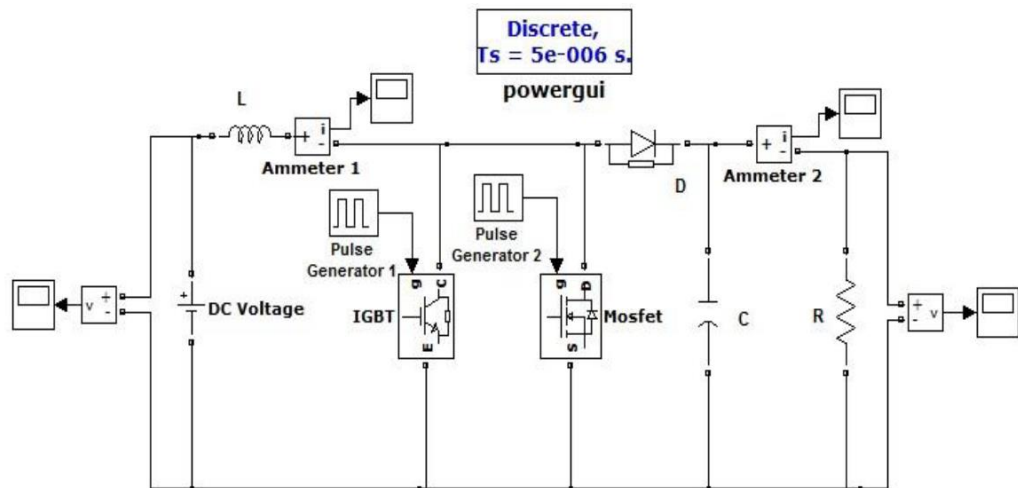 Discrete,
Ts = 5e-006 s.
powergui
L
+ i
-
Ammeter 1
+ i
-
Ammeter 2
D
Pulse
Generator 1
Pulse
Generator 2
g C
IGBT
E
g D
Mosfet
S
v + -
+
DC Voltage
C
R
+ - v